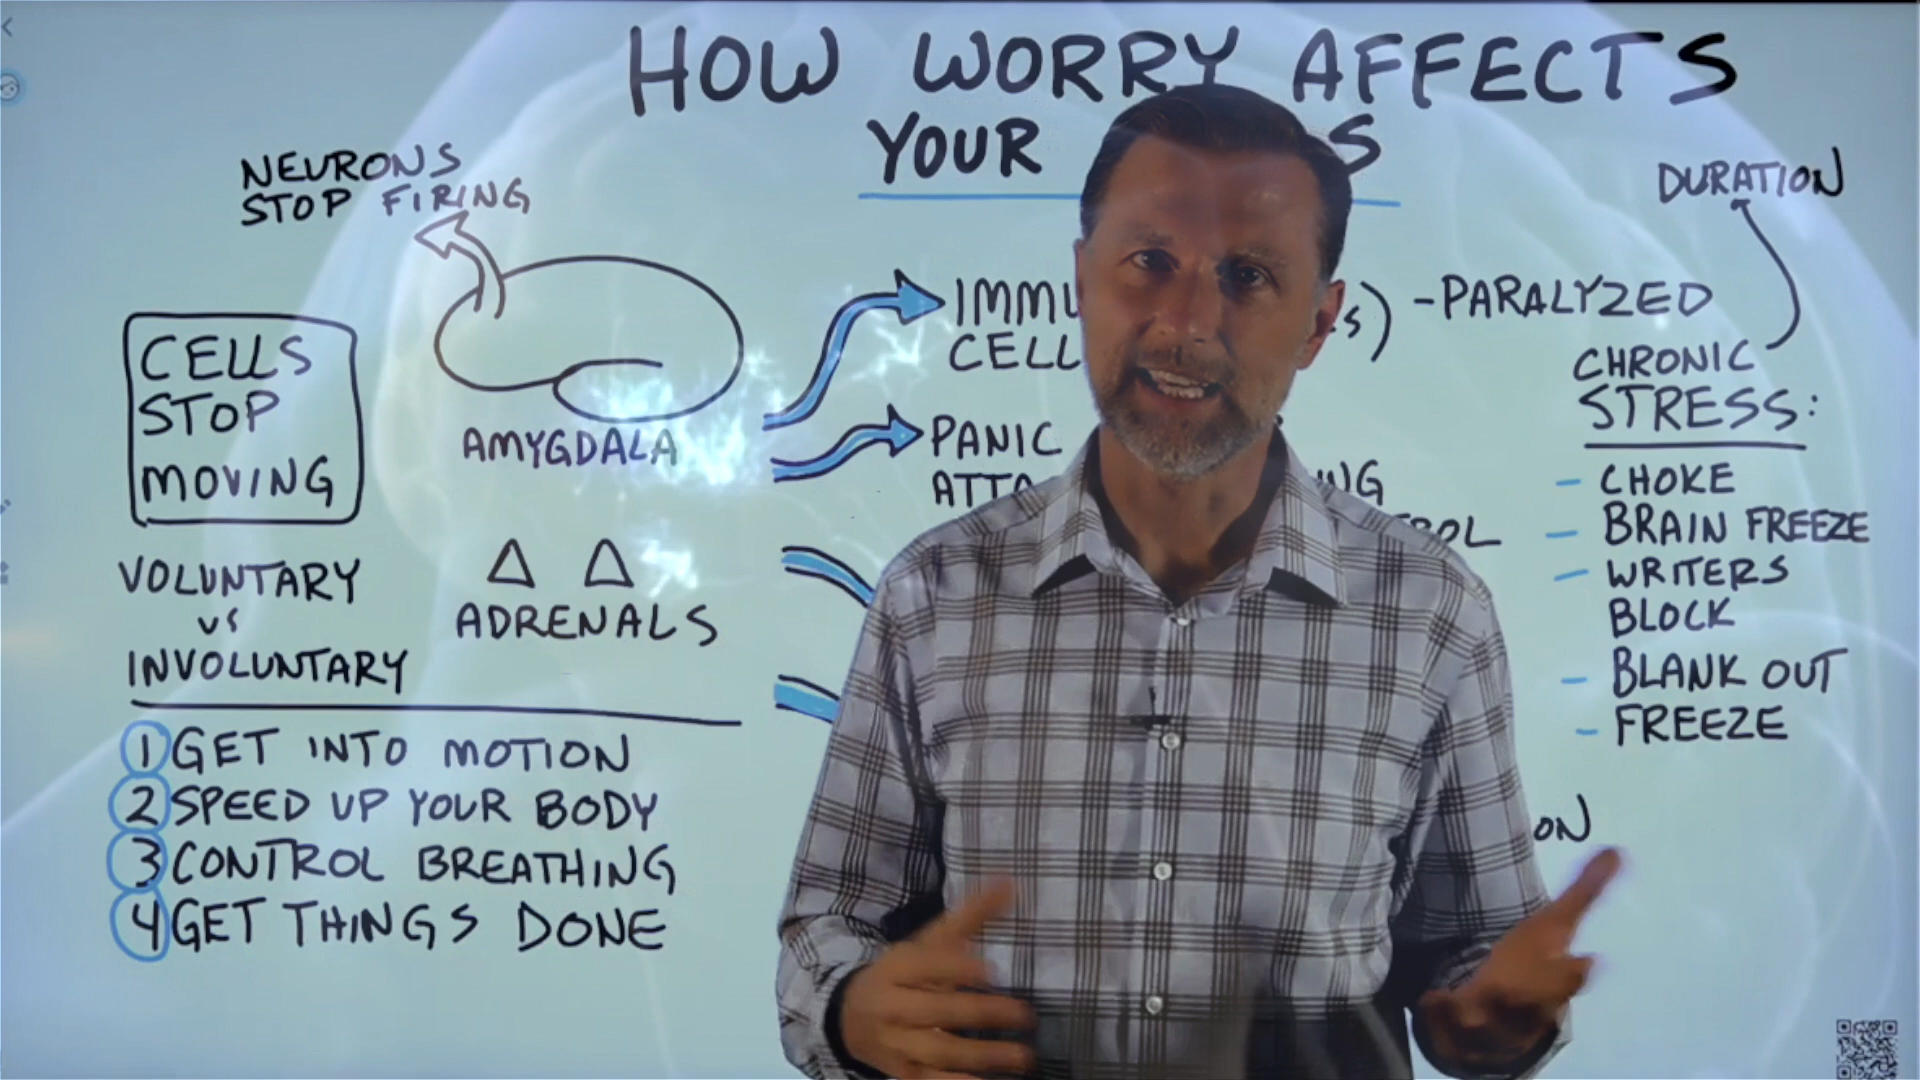 HOW WORRY AFFECTS
YOUR
NEURONS
STOP FIRING
DURATION
CELLS
STOP
MOVING
AMYGDALA
PANIC
-PARALYZED
CHRONIC
STRESS:
- CHOKE
- BRAIN FREEZE
- WRITERS
BLOCK
- BLANK OUT
- FREEZE
VOLUNTARY
VS
INVOLUNTARY
ADRENALS
1 GET INTO MOTION
2 SPEED UP YOUR BODY
3 CONTROL BREATHING
4 GET THINGS DONE